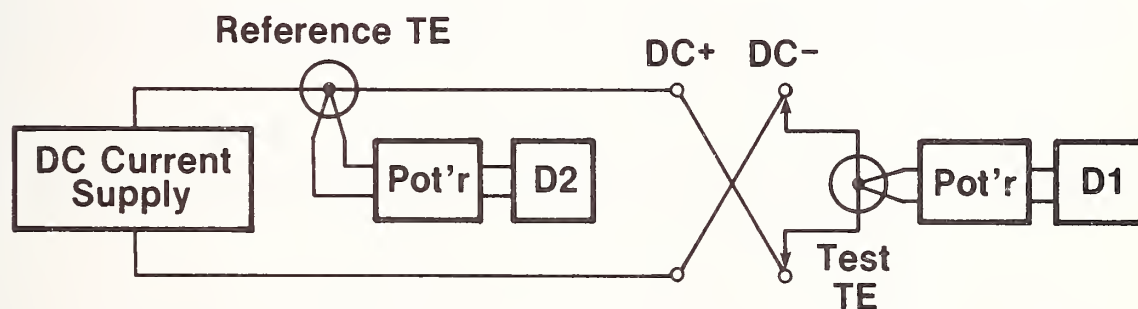 Reference TE
DC+ DC-
DC Current
Supply
Pot'r
D2
Pot'r
D1
Test
TE